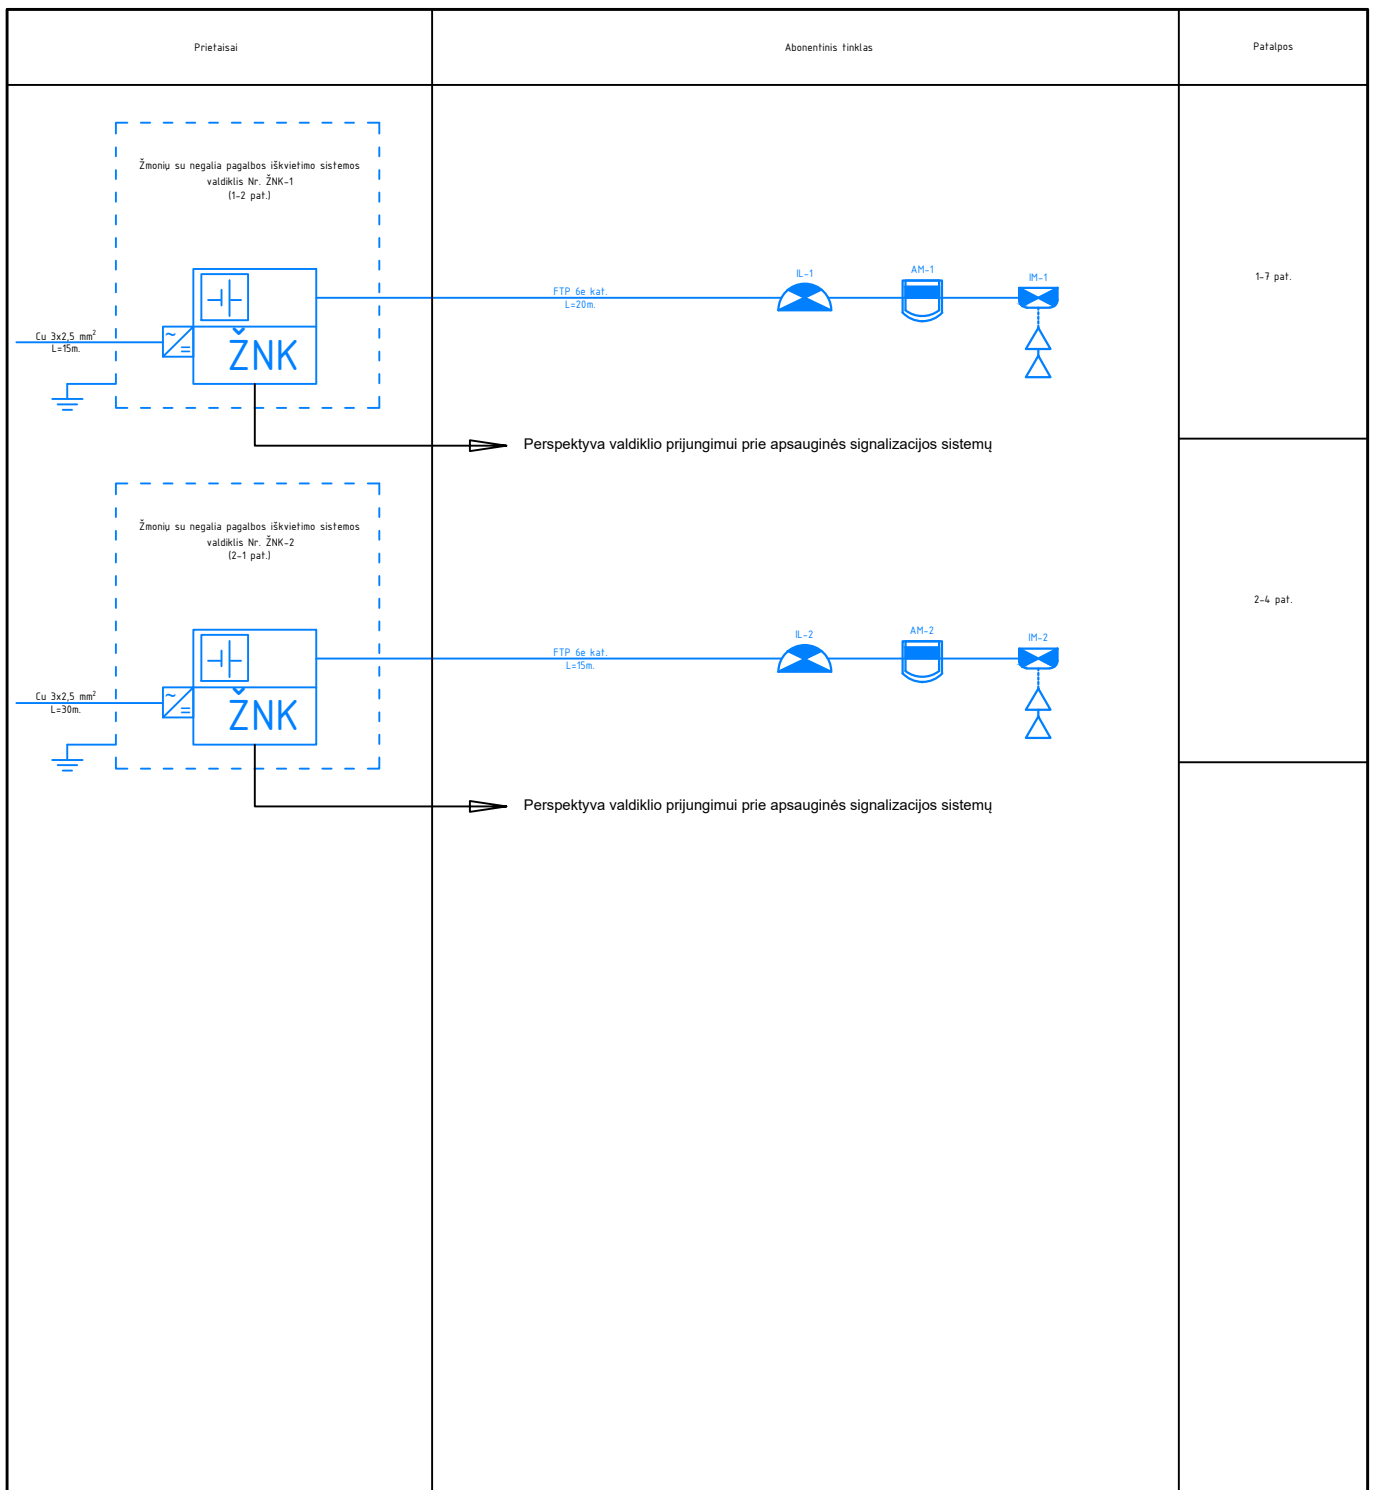 Prietaisai
Abonentinis tinklas
Patalpos
Žmonių su negalia pagalbos iškvietimo sistemos
valdiklis Nr. ŽNK-1
(1-2 pat.)
Cu 3x2,5 mm²
L=15m.
ŽNK
FTP 6e kat.
L=20m.
IL-1
AM-1
IM-1
1-7 pat.
Perspektyva valdiklio prijungimui prie apsauginės signalizacijos sistemų
Žmonių su negalia pagalbos iškvietimo sistemos
valdiklis Nr. ŽNK-2
(2-1 pat.)
Cu 3x2,5 mm²
L=30m.
ŽNK
FTP 6e kat.
L=15m.
IL-2
AM-2
IM-2
2-4 pat.
Perspektyva valdiklio prijungimui prie apsauginės signalizacijos sistemų